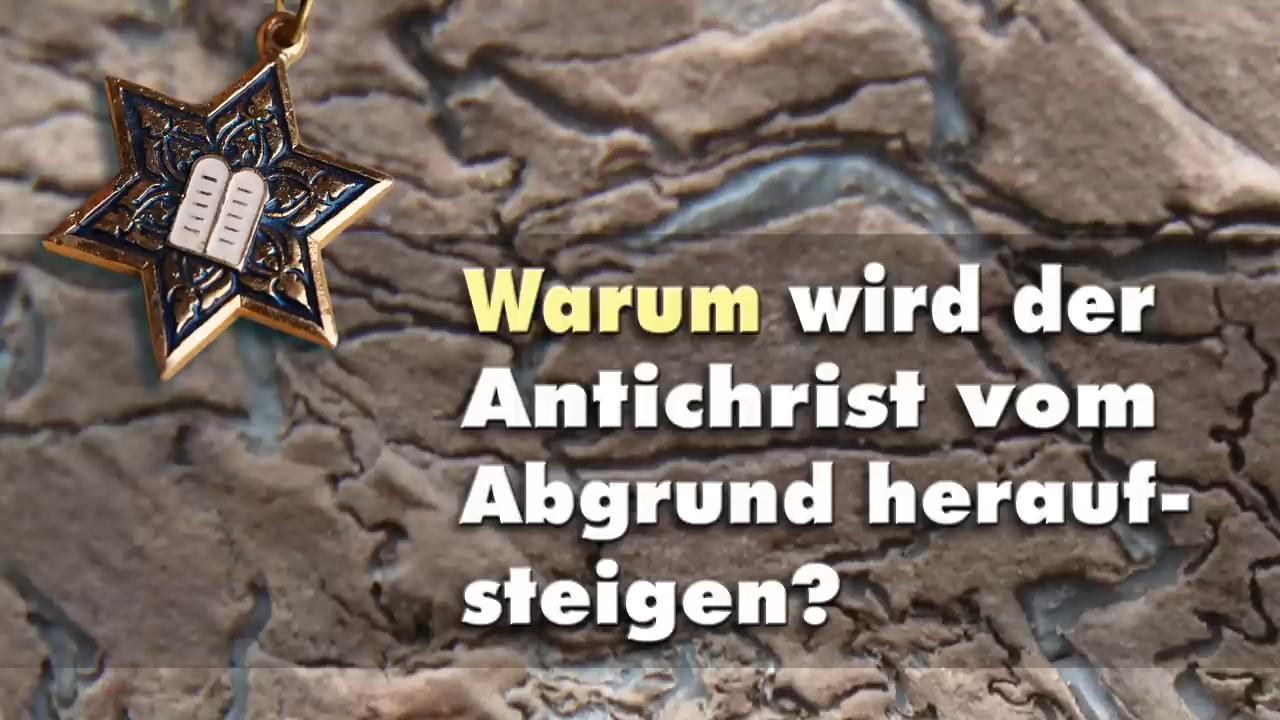 Warum wird der
Antichrist vom
Abgrund herauf-
steigen?